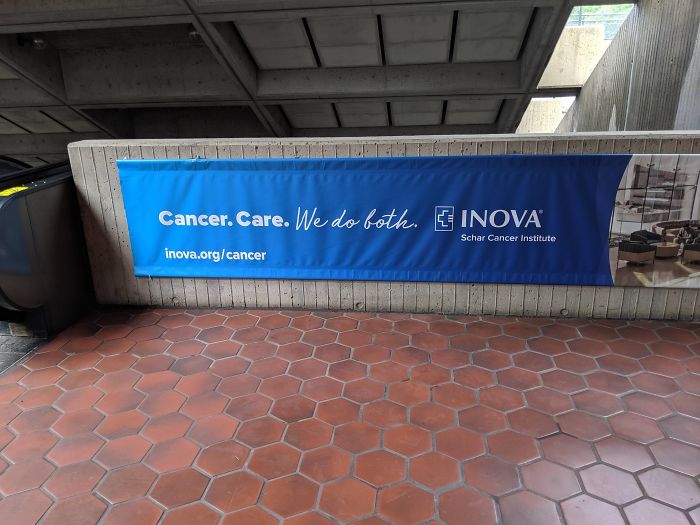 Cancer. Care. We do both.
inova.org/cancer
INOVA®
Schar Cancer Institute